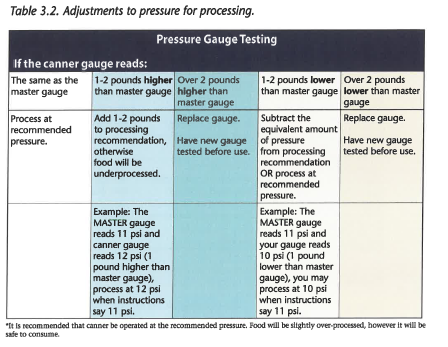 Table 3.2. Adjustments to pressure for processing.
Pressure Gauge Testing
If the canner gauge reads:
The same as the
master gauge
1-2 pounds higher
than master gauge
Over 2 pounds
higher than
master gauge
1-2 pounds lower
than master gauge
Over 2 pounds
lower than master
gauge
Process at
recommended
pressure.
Add 1-2 pounds
to processing
recommendation,
otherwise
food will be
underprocessed.
Replace gauge.
Have new gauge
tested before use.
Subtract the
equivalent amount
of pressure
from processing
recommendation
OR process at
recommended
pressure.
Replace gauge.
Have new gauge
tested before use.
Example: The
MASTER gauge
reads 11 psi and
canner gauge
reads 12 psi (1
pound higher than
master gauge),
process at 12 psi
when instructions
say 11 psi.
Example: The
MASTER gauge
reads 11 psi and
your gauge reads
10 psi (1 pound
lower than master
gauge), you may
process at 10 psi
when instructions
say 11 psi.
*It is recommended that canner be operated at the recommended pressure. Food will be slightly over-processed, however it will be
safe to consume.